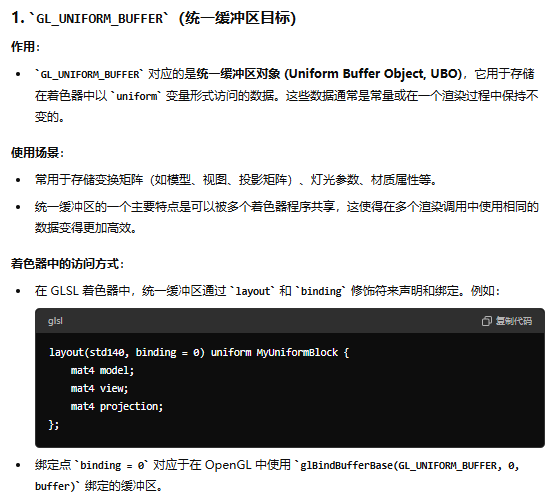 1. `GL_UNIFORM_BUFFER` (统一缓冲区目标)
作用：
• `GL_UNIFORM_BUFFER` 对应的是统一缓冲区对象 (Uniform Buffer Object, UBO)，它用于存储
在着色器中以 `uniform` 变量形式访问的数据。这些数据通常是常量或在一个渲染过程中保持不
变的。
使用场景：
• 常用于存储变换矩阵（如模型、视图、投影矩阵）、灯光参数、材质属性等。
• 统一缓冲区的一个主要特点是可以被多个着色器程序共享，这使得在多个渲染调用中使用相同的
数据变得更加高效。
着色器中的访问方式：
• 在 GLSL 着色器中，统一缓冲区通过 `layout` 和 `binding` 修饰符来声明和绑定。例如：
glsl 复制代码
layout(std140, binding = 0) uniform MyUniformBlock {
    mat4 model;
    mat4 view;
    mat4 projection;
};
• 绑定点 `binding = 0` 对应于在 OpenGL 中使用 `glBindBufferBase(GL_UNIFORM_BUFFER, 0,
buffer)` 绑定的缓冲区。